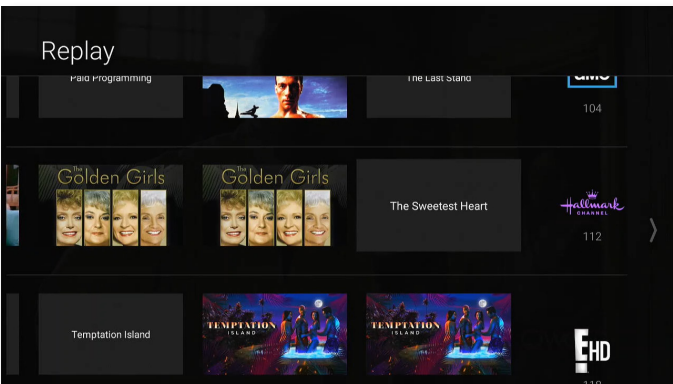 Replay
Paid Programming
The Last Stand
amc
104
The
Golden Girls
The
Golden Girls
The Sweetest Heart
Hallmark
CHANNEL
112
Temptation Island
TEMPTATION
ISLAND
TEMPTATION
ISLAND
E HD